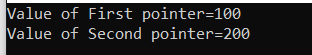 Value of First pointer=100
Value of Second pointer=200